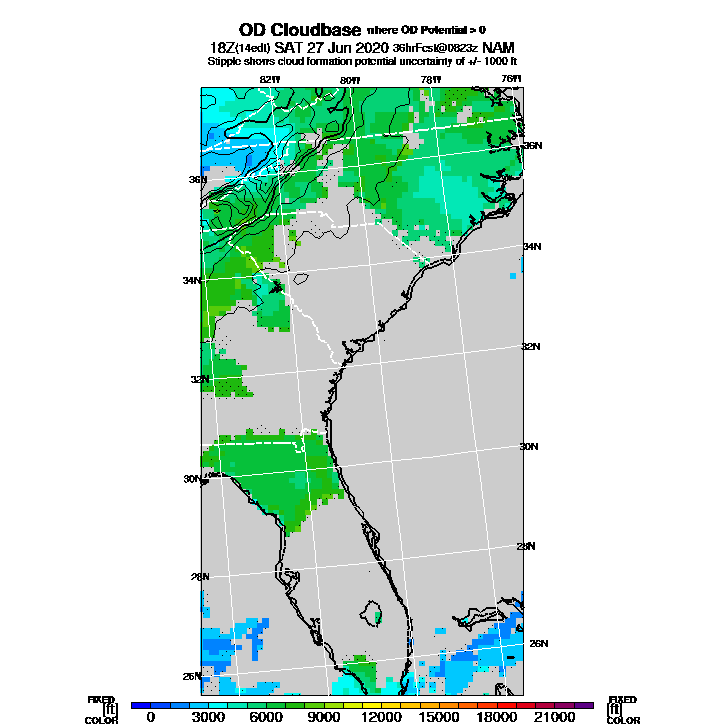 OD Cloudbase where OD Potential > 0
18Z(14edt) SAT 27 Jun 2020 36hrFcst@0823z NAM
Stipple shows cloud formation potential uncertainty of +/- 1000 ft
82W 80W 78W 76W
36N
36N
34N
34N
32N
32N
30N
30N
28N
28N
26N
26N
FIXED FIXED
[ft] 0 3000 6000 9000 12000 15000 18000 21000 [ft]
COLOR COLOR